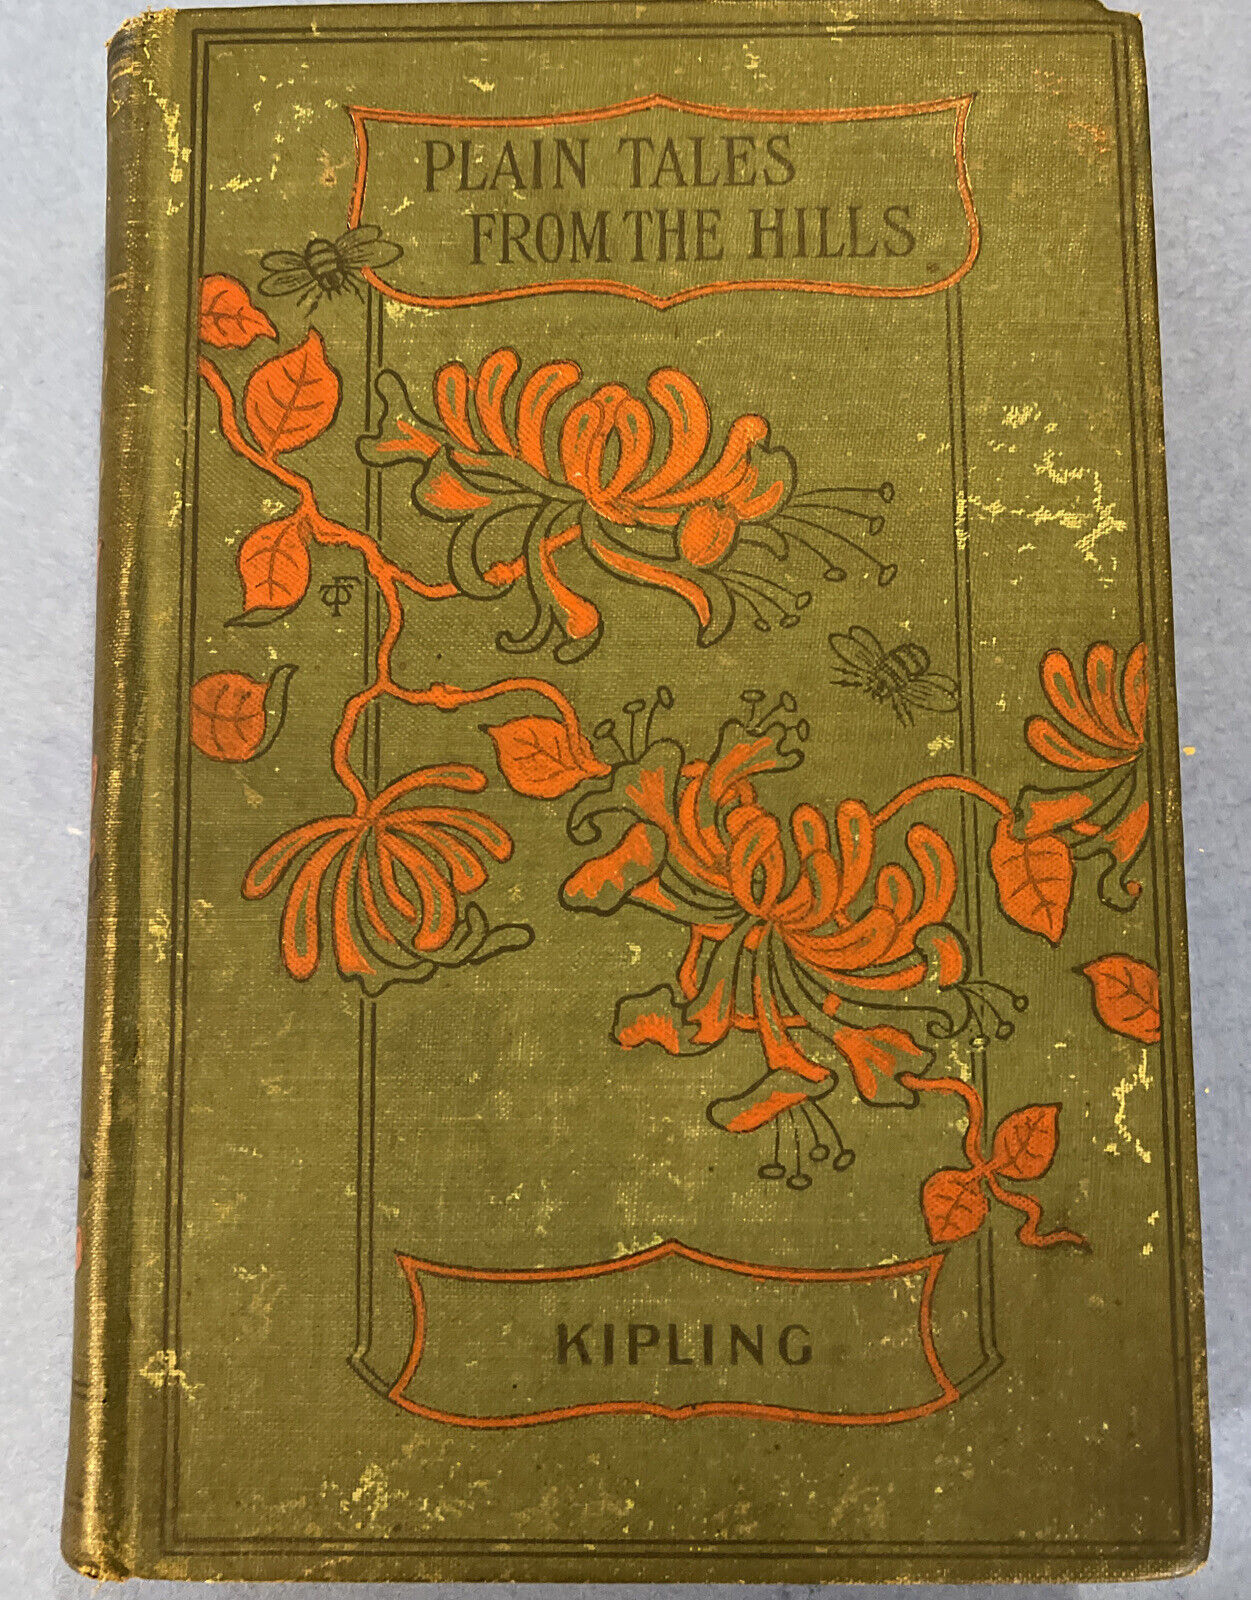 PLAIN TALES
FROM THE HILLS
KIPLING